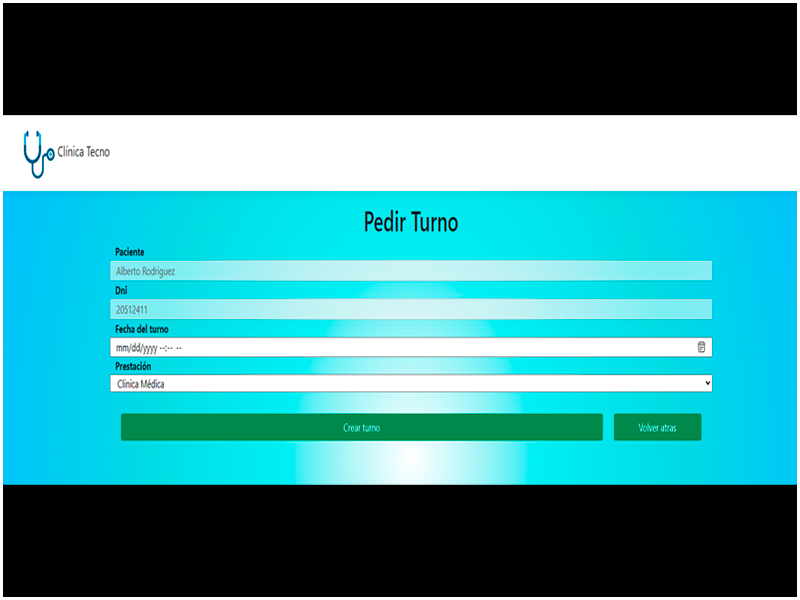 Clínica Tecno
Pedir Turno
Paciente
Alberto Rodriguez
Dni
20512411
Fecha del turno
mm/dd/yyyy --:-- --
Prestación
Clínica Médica
Crear turno Volver atras